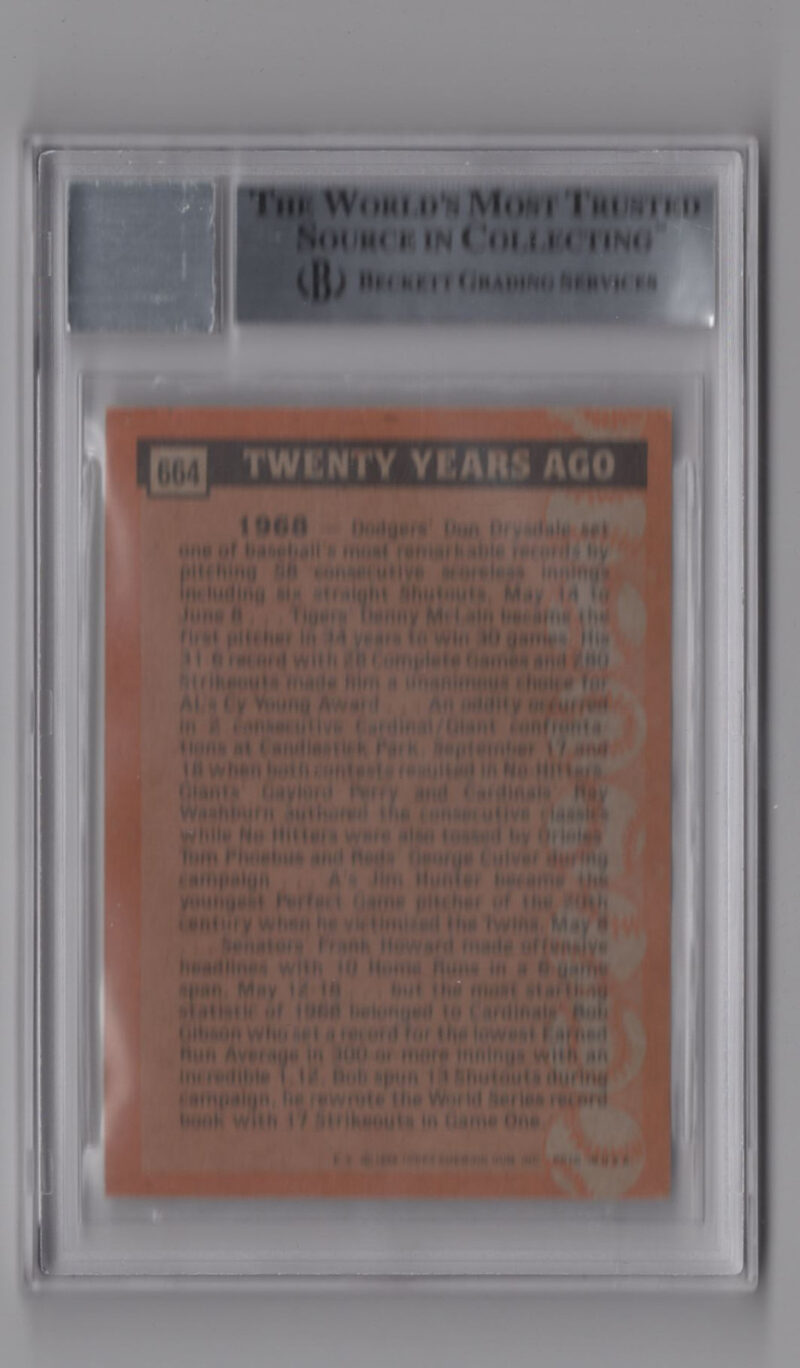 THE WORLD'S MOST TRUSTED
SOURCE IN COLLECTING™
(B) BECKETT GRADING SERVICES
664 TWENTY YEARS AGO
1968 — Dodgers' Don Drysdale set
one of baseball's most remarkable records by
pitching 58 consecutive scoreless innings
including six straight Shutouts, May 14 to
June 8 . . . Tigers' Denny McLain became the
first pitcher in 34 years to win 30 games. His
31-6 record with 28 Complete Games and 280
Strikeouts made him a unanimous choice for
AL's Cy Young Award . . . An oddity occurred
in 2 consecutive Cardinal/Giant confronta-
tions at Candlestick Park, September 17 and
18 when both contests resulted in No-Hitters.
Giants' Gaylord Perry and Cardinals' Ray
Washburn authored the consecutive classics
while No-Hitters were also tossed by Orioles'
Tom Phoebus and Reds' George Culver during
campaign . . . A's Jim Hunter became the
youngest Perfect Game pitcher of the 20th
century when he victimized the Twins, May 8
. . . Senators' Frank Howard made offensive
headlines with 10 Home Runs in a 6-game
span, May 12-18 . . . but the most startling
statistic of 1968 belonged to Cardinals' Bob
Gibson who set a record for the lowest Earned
Run Average in 300 or more innings with an
incredible 1.12. Bob spun 13 Shutouts during
campaign, he rewrote the World Series record
book with 17 Strikeouts in Game One.